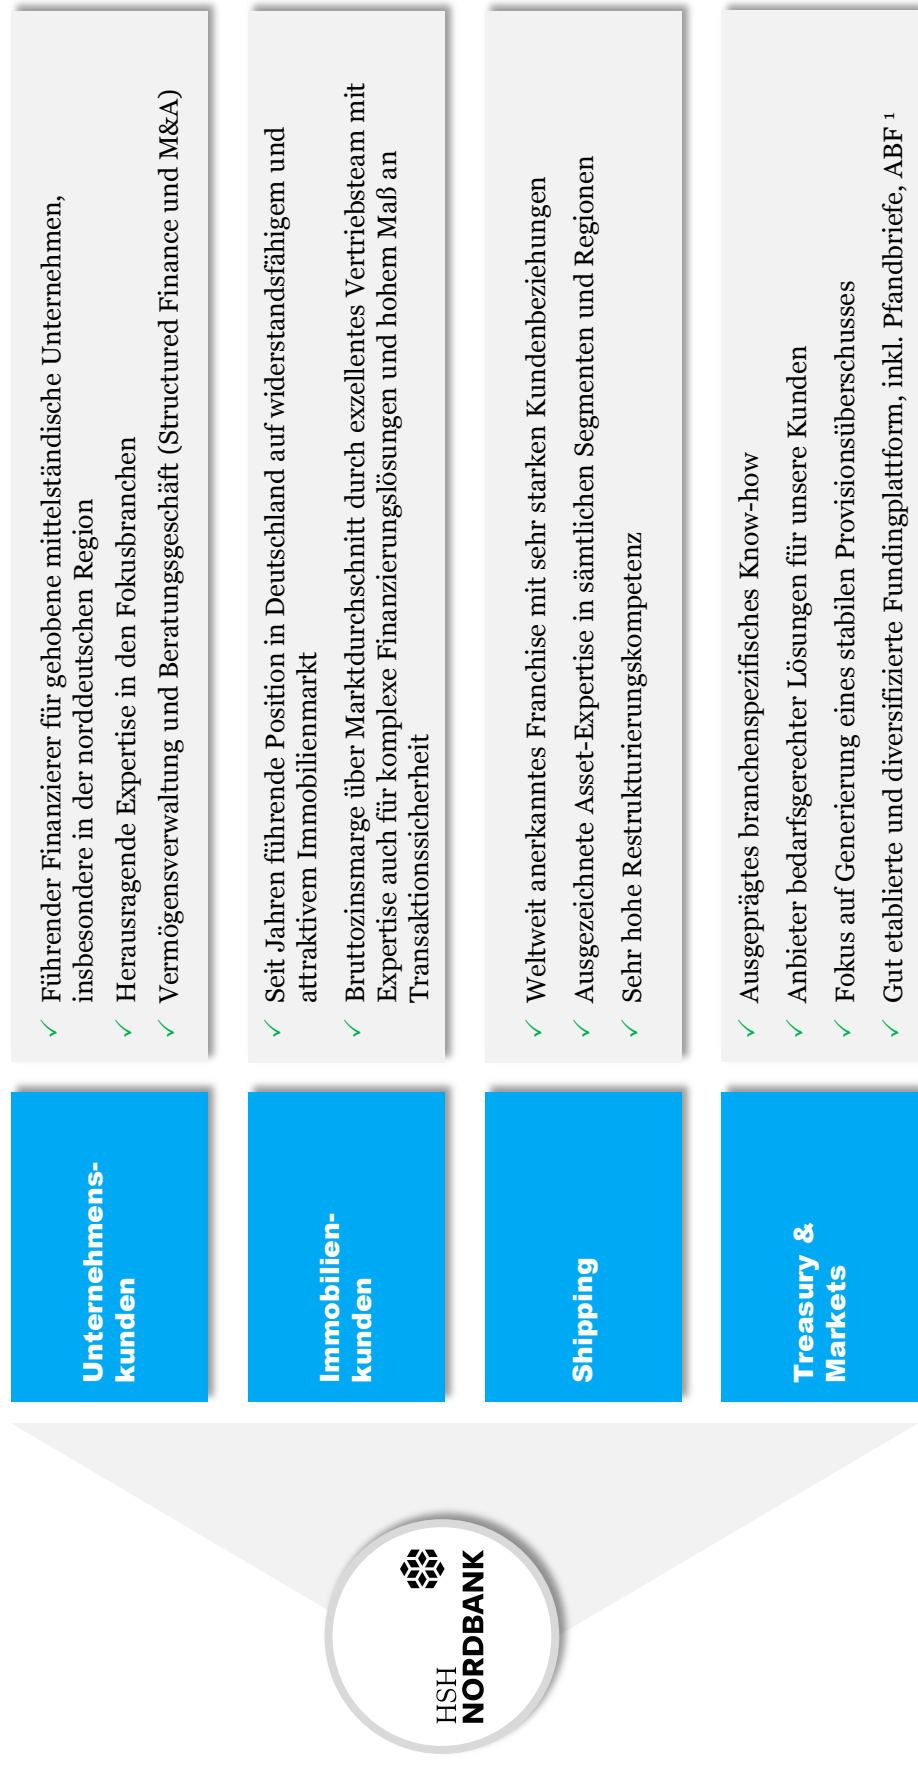 HSH
NORDBANK
Unternehmens-
kunden
✓ Führender Finanzierer für gehobene mittelständische Unternehmen,
insbesondere in der norddeutschen Region
✓ Herausragende Expertise in den Fokusbranchen
✓ Vermögensverwaltung und Beratungsgeschäft (Structured Finance und M&A)
Immobilien-
kunden
✓ Seit Jahren führende Position in Deutschland auf widerstandsfähigem und
attraktivem Immobilienmarkt
✓ Bruttozinsmarge über Marktdurchschnitt durch exzellentes Vertriebsteam mit
Expertise auch für komplexe Finanzierungslösungen und hohem Maß an
Transaktionssicherheit
Shipping
✓ Weltweit anerkanntes Franchise mit sehr starken Kundenbeziehungen
✓ Ausgezeichnete Asset-Expertise in sämtlichen Segmenten und Regionen
✓ Sehr hohe Restrukturierungskompetenz
Treasury &
Markets
✓ Ausgeprägtes branchenspezifisches Know-how
✓ Anbieter bedarfsgerechter Lösungen für unsere Kunden
✓ Fokus auf Generierung eines stabilen Provisionsüberschusses
✓ Gut etablierte und diversifizierte Fundingplattform, inkl. Pfandbriefe, ABF ¹